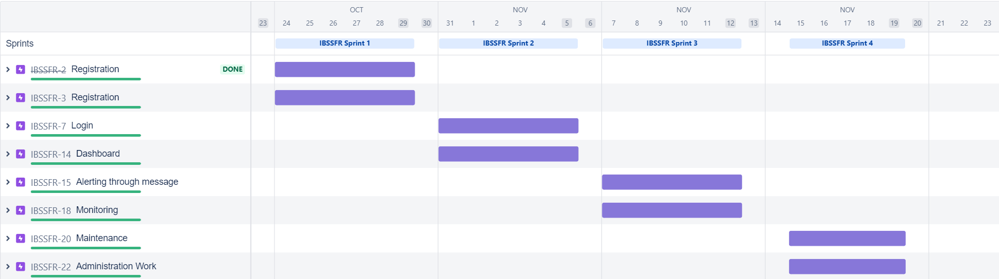 OCT NOV NOV NOV
23 24 25 26 27 28 29 30 31 1 2 3 4 5 6 7 8 9 10 11 12 13 14 15 16 17 18 19 20 21 22 23
Sprints IBSSFR Sprint 1 IBSSFR Sprint 2 IBSSFR Sprint 3 IBSSFR Sprint 4
IBSSFR-2 Registration DONE
IBSSFR-3 Registration
IBSSFR-7 Login
IBSSFR-14 Dashboard
IBSSFR-15 Alerting through message
IBSSFR-18 Monitoring
IBSSFR-20 Maintenance
IBSSFR-22 Administration Work